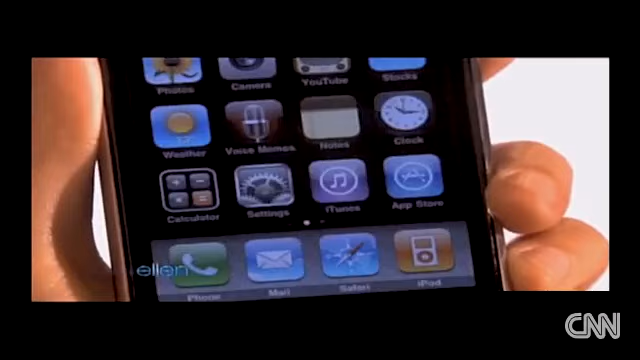 Photos Camera YouTube Stocks
Weather Voice Memos Notes Clock
Calculator Settings iTunes App Store
ellen
Phone Mail Safari iPod
CNN